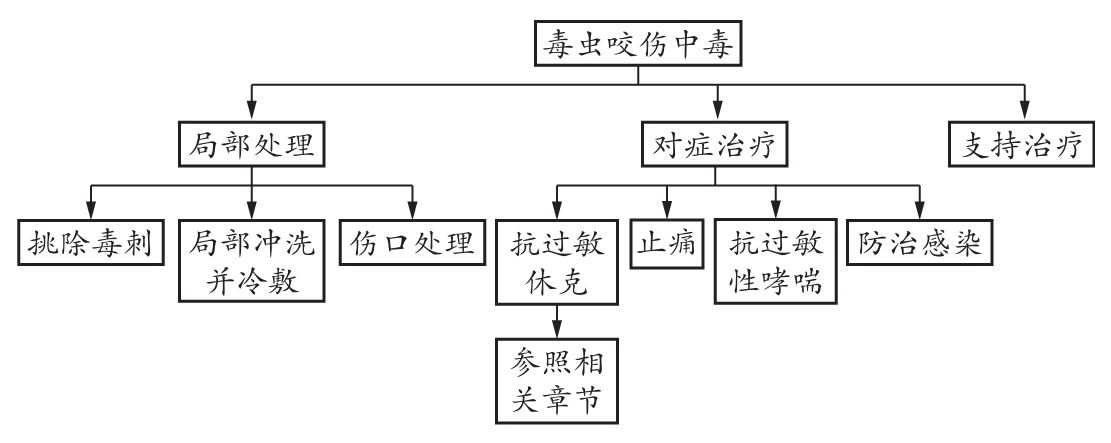 毒虫咬伤中毒
局部处理
对症治疗
支持治疗
挑除毒刺
局部冲洗
并冷敷
伤口处理
抗过敏
休克
止痛
抗过敏
性哮喘
防治感染
参照相
关章节